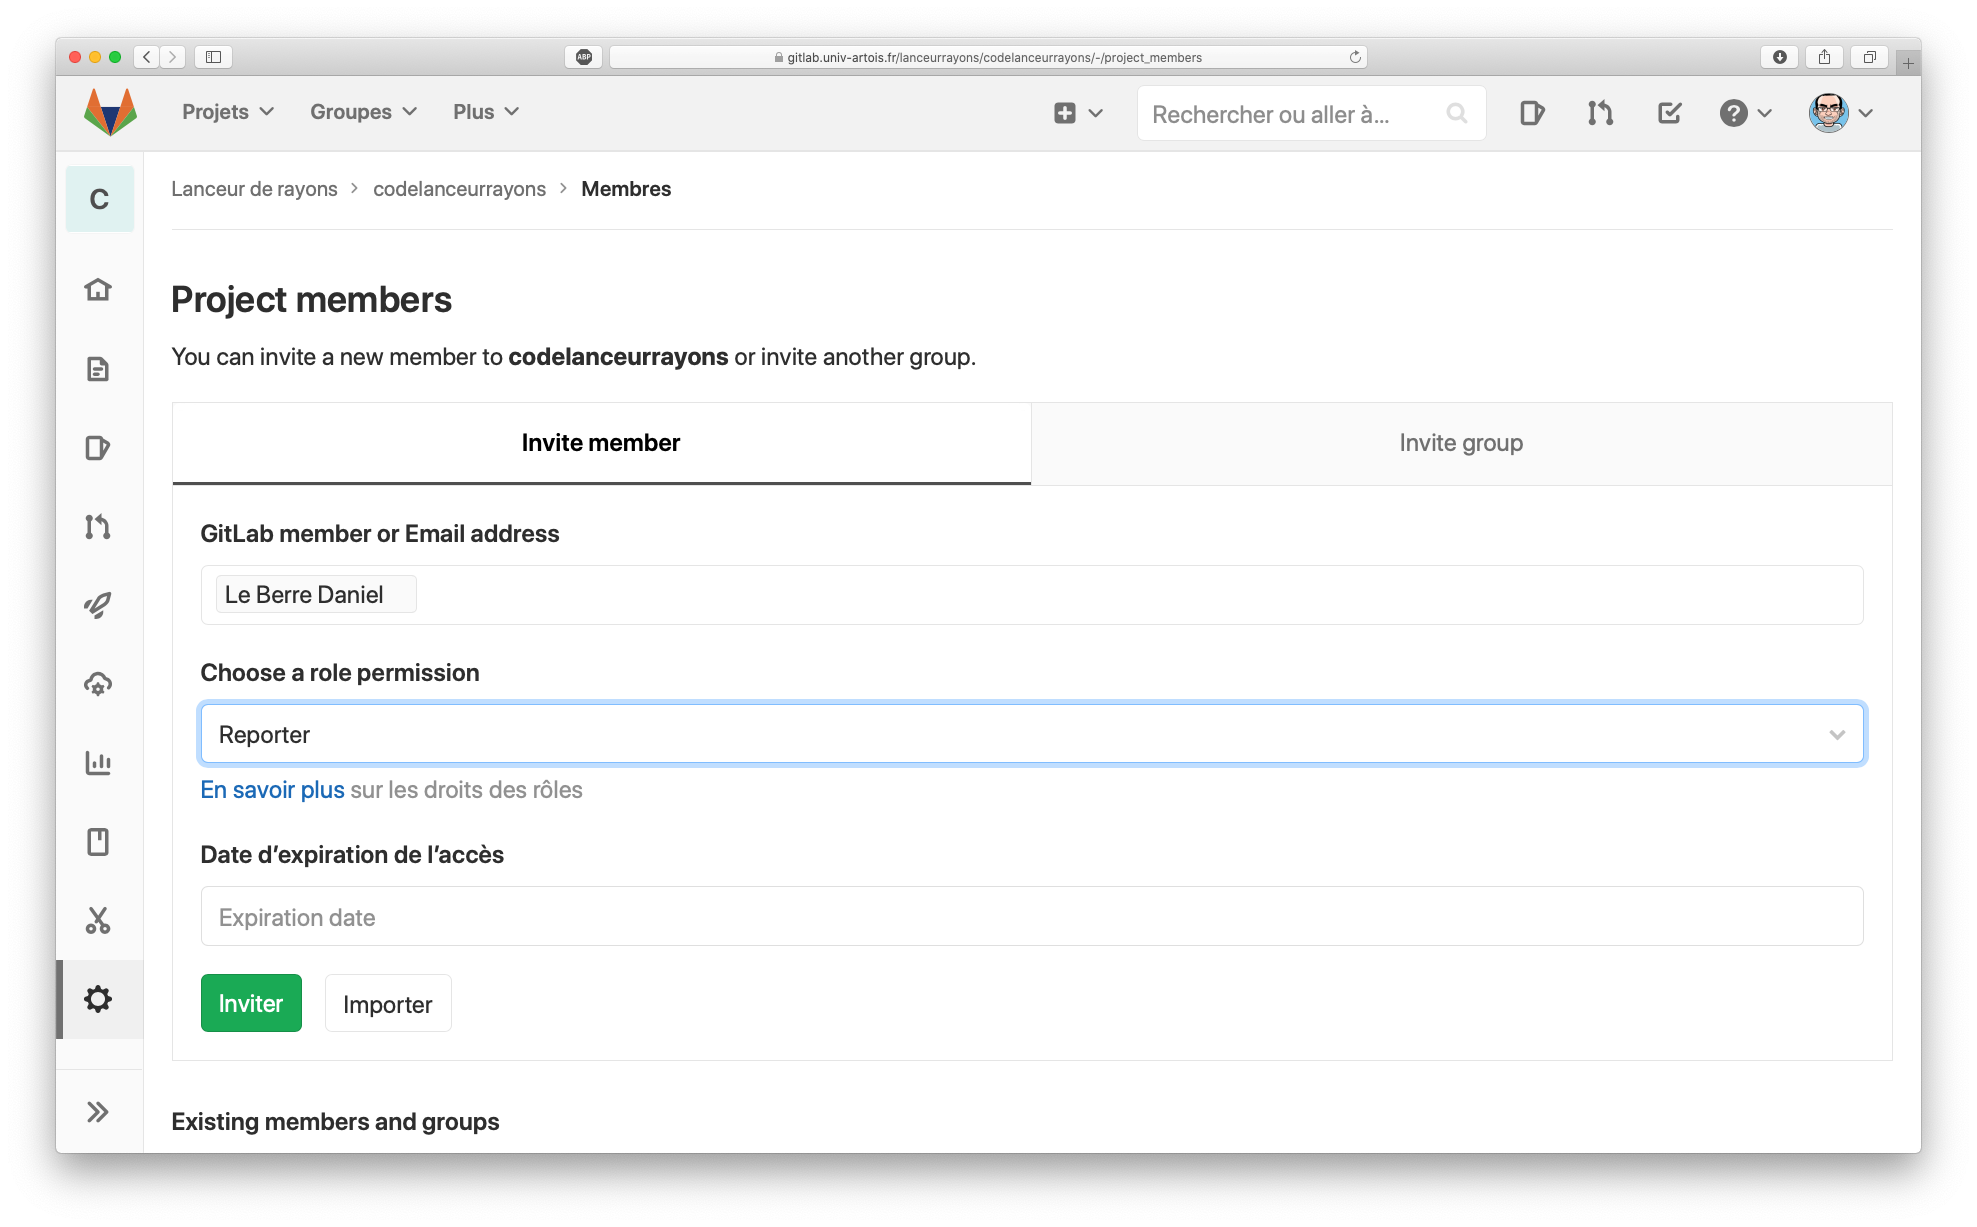 ABP
gitlab.univ-artois.fr/lanceurrayons/codelanceurrayons/-/project_members
Projets Groupes Plus Rechercher ou aller à...
C
Lanceur de rayons > codelanceurrayons > Membres
Project members
You can invite a new member to codelanceurrayons or invite another group.
Invite member Invite group
GitLab member or Email address
Le Berre Daniel
Choose a role permission
Reporter
En savoir plus sur les droits des rôles
Date d’expiration de l’accès
Expiration date
Inviter Importer
Existing members and groups